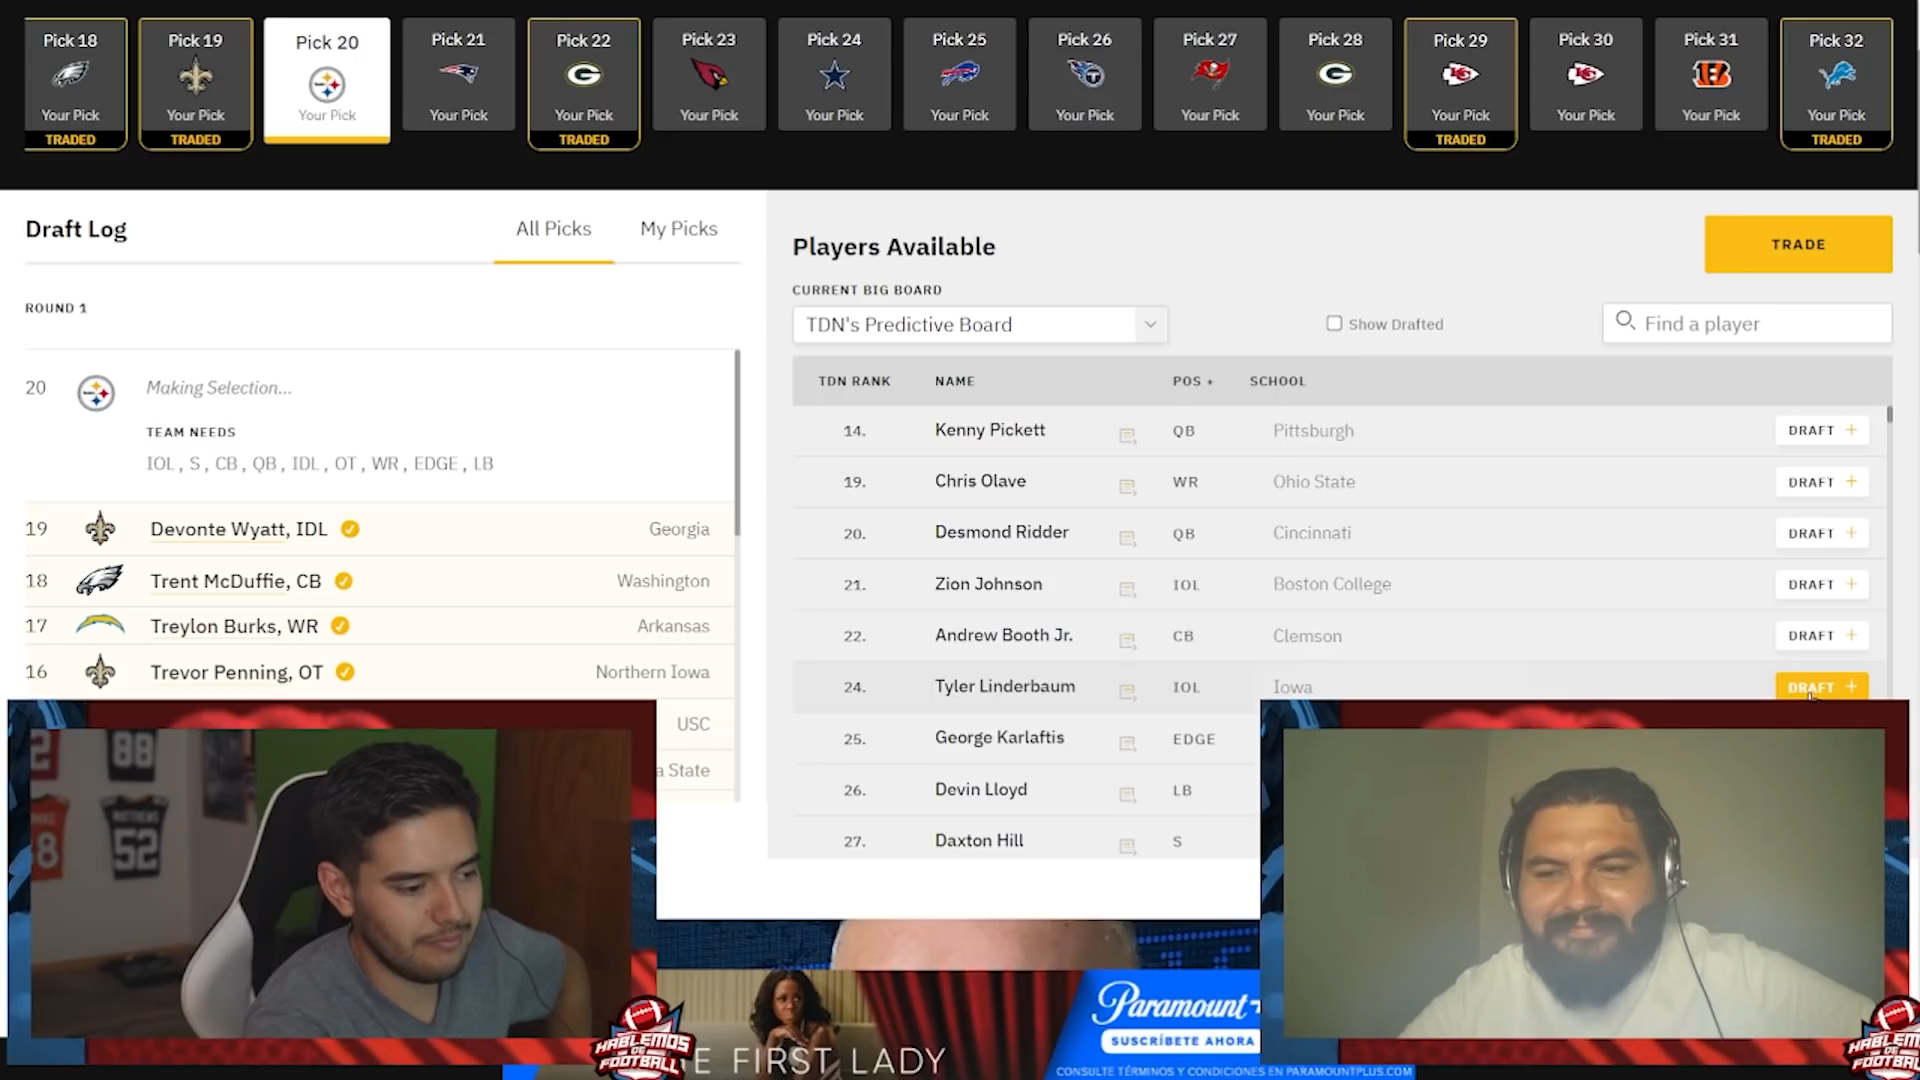 Pick 18
Your Pick
TRADED
Pick 19
Your Pick
TRADED
Pick 20
Your Pick
Pick 21
Your Pick
Pick 22
Your Pick
TRADED
Pick 23
Your Pick
Pick 24
Your Pick
Pick 25
Your Pick
Pick 26
Your Pick
Pick 27
Your Pick
Pick 28
Your Pick
Pick 29
Your Pick
TRADED
Pick 30
Your Pick
Pick 31
Your Pick
Pick 32
Your Pick
TRADED
Draft Log
All Picks
My Picks
ROUND 1
20 Making Selection...
TEAM NEEDS
IOL, S, CB, QB, IDL, OT, WR, EDGE, LB
19 Devonte Wyatt, IDL Georgia
18 Trent McDuffie, CB Washington
17 Treylon Burks, WR Arkansas
16 Trevor Penning, OT Northern Iowa
USC
a State
Players Available
TRADE
CURRENT BIG BOARD
TDN's Predictive Board
Show Drafted
Find a player
TDN RANK NAME POS + SCHOOL
14. Kenny Pickett QB Pittsburgh DRAFT +
19. Chris Olave WR Ohio State DRAFT +
20. Desmond Ridder QB Cincinnati DRAFT +
21. Zion Johnson IOL Boston College DRAFT +
22. Andrew Booth Jr. CB Clemson DRAFT +
24. Tyler Linderbaum IOL Iowa DRAFT +
25. George Karlaftis EDGE
26. Devin Lloyd LB
27. Daxton Hill S
2
88
8
52
HABLEMOS
DE
FOOTBALL
E FIRST LADY
Paramount+
SUSCRÍBETE AHORA
CONSULTE TÉRMINOS Y CONDICIONES EN PARAMOUNTPLUS.COM
HABLEM
DE
FOOTBAL